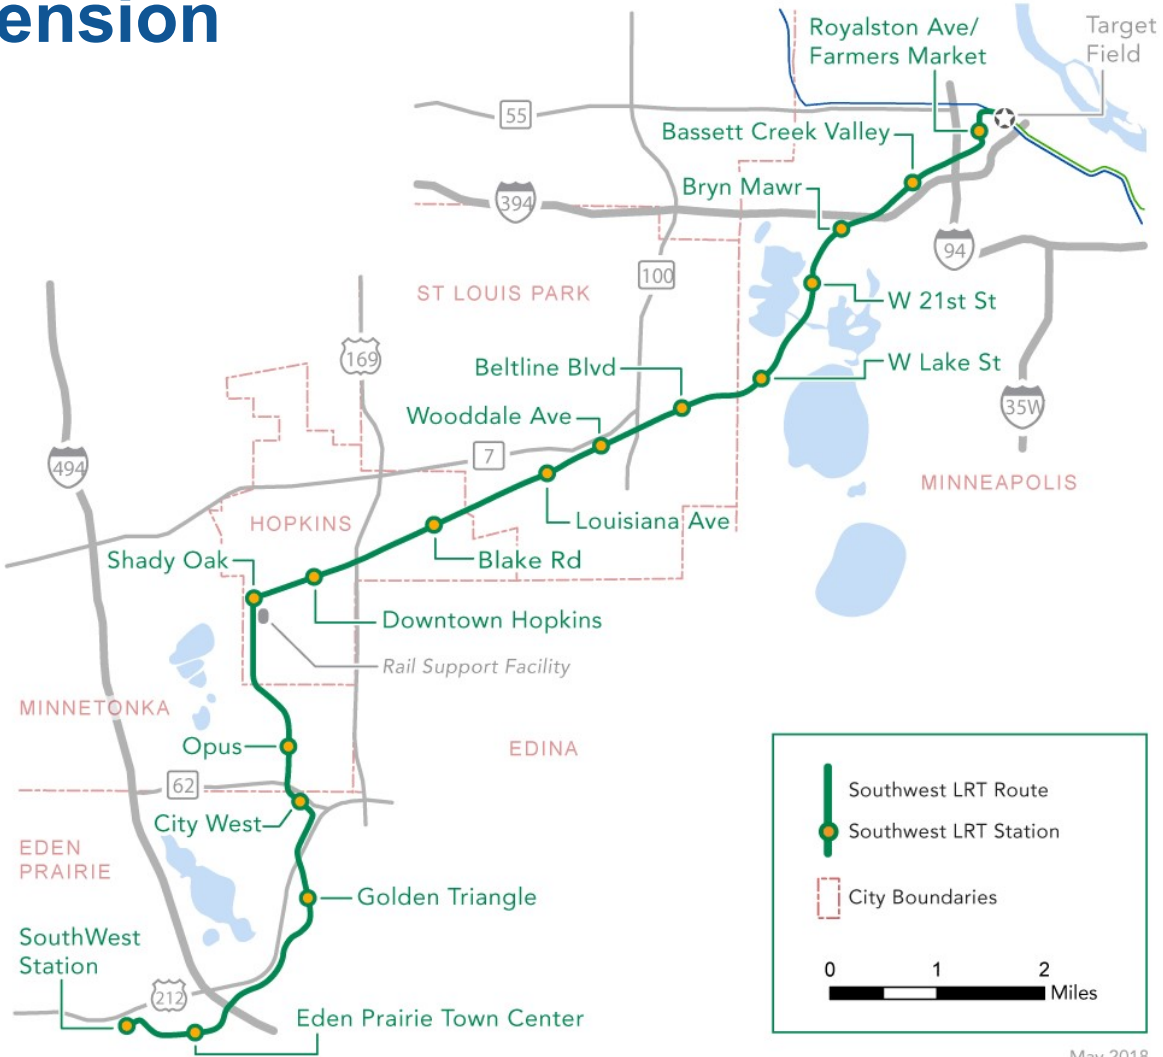 ension
Royalston Ave/
Farmers Market
Target
Field
55
Bassett Creek Valley
Bryn Mawr
394
94
100
ST LOUIS PARK
W 21st St
169
Beltline Blvd
W Lake St
Wooddale Ave
35W
7
494
MINNEAPOLIS
HOPKINS
Louisiana Ave
Shady Oak
Blake Rd
Downtown Hopkins
Rail Support Facility
MINNETONKA
Opus
EDINA
62
City West
EDEN
PRAIRIE
Golden Triangle
SouthWest
Station
212
Eden Prairie Town Center
Southwest LRT Route
Southwest LRT Station
City Boundaries
0 1 2
Miles
May 2018